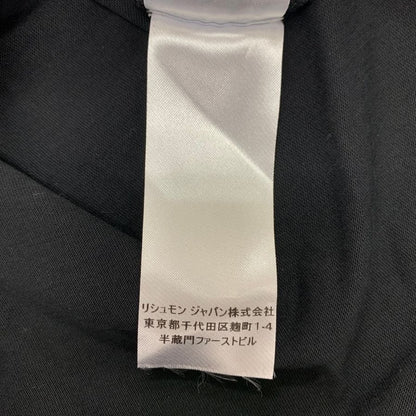 リシュモン ジャパン株式会社
東京都千代田区麹町1-4
半蔵門ファーストビル